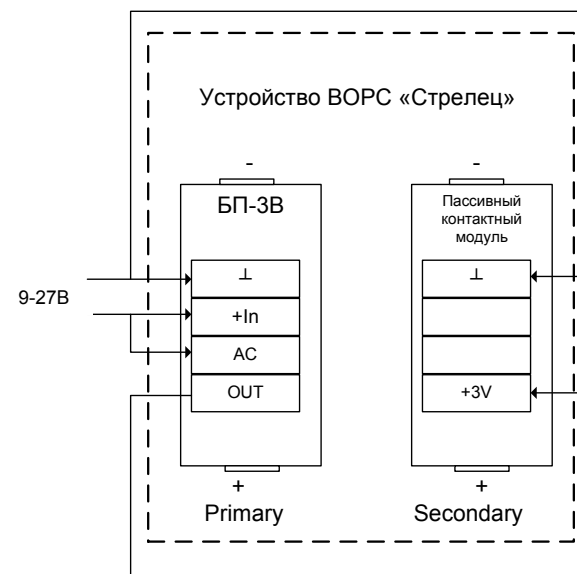 Устройство ВОРС «Стрелец»
-
-
БП-3В
Пассивный
контактный
модуль
⊥
⊥
9-27В
+In
AC
OUT
+3V
+
+
Primary
Secondary